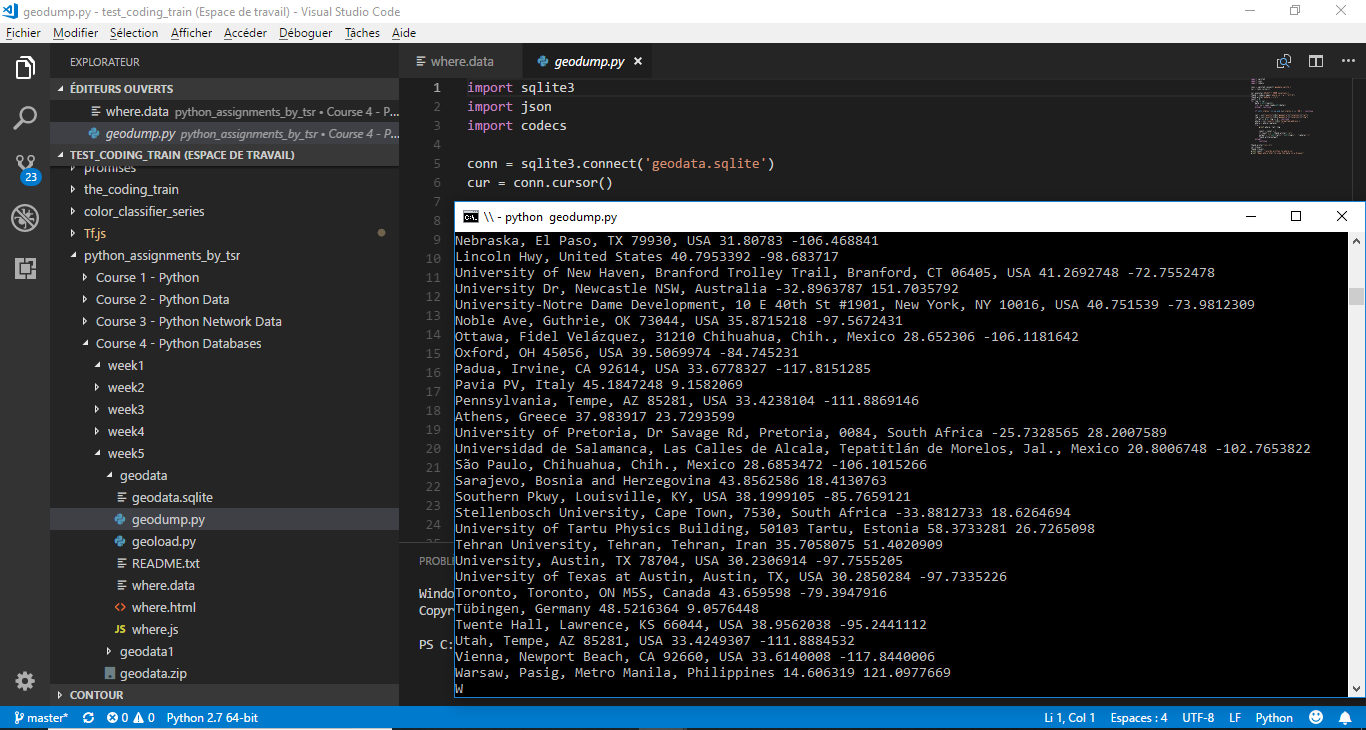 geodump.py - test_coding_train (Espace de travail) - Visual Studio Code
Fichier Modifier Sélection Afficher Accéder Déboguer Tâches Aide
EXPLORATEUR
ÉDITEURS OUVERTS
where.data python_assignments_by_tsr • Course 4 - P...
geodump.py python_assignments_by_tsr • Course 4 - P...
TEST_CODING_TRAIN (ESPACE DE TRAVAIL)
promises
the_coding_train
color_classifier_series
Tf.js
python_assignments_by_tsr
Course 1 - Python
Course 2 - Python Data
Course 3 - Python Network Data
Course 4 - Python Databases
week1
week2
week3
week4
week5
geodata
geodata.sqlite
geodump.py
geoload.py
README.txt
where.data
where.html
JS where.js
geodata1
geodata.zip
CONTOUR
23
where.data geodump.py ×
1 import sqlite3
2 import json
3 import codecs
4
5 conn = sqlite3.connect('geodata.sqlite')
6 cur = conn.cursor()
7
8
9
10
11
12
13
14
15
16
17
18
19
20
21
22
23
24
25
PROBL
Windo
Copyr
PS C:
C:\. \\ - python geodump.py
Nebraska, El Paso, TX 79930, USA 31.80783 -106.468841
Lincoln Hwy, United States 40.7953392 -98.683717
University of New Haven, Branford Trolley Trail, Branford, CT 06405, USA 41.2692748 -72.7552478
University Dr, Newcastle NSW, Australia -32.8963787 151.7035792
University-Notre Dame Development, 10 E 40th St #1901, New York, NY 10016, USA 40.751539 -73.9812309
Noble Ave, Guthrie, OK 73044, USA 35.8715218 -97.5672431
Ottawa, Fidel Velázquez, 31210 Chihuahua, Chih., Mexico 28.652306 -106.1181642
Oxford, OH 45056, USA 39.5069974 -84.745231
Padua, Irvine, CA 92614, USA 33.6778327 -117.8151285
Pavia PV, Italy 45.1847248 9.1582069
Pennsylvania, Tempe, AZ 85281, USA 33.4238104 -111.8869146
Athens, Greece 37.983917 23.7293599
University of Pretoria, Dr Savage Rd, Pretoria, 0084, South Africa -25.7328565 28.2007589
Universidad de Salamanca, Las Calles de Alcala, Tepatitlán de Morelos, Jal., Mexico 20.8006748 -102.7653822
São Paulo, Chihuahua, Chih., Mexico 28.6853472 -106.1015266
Sarajevo, Bosnia and Herzegovina 43.8562586 18.4130763
Southern Pkwy, Louisville, KY, USA 38.1999105 -85.7659121
Stellenbosch University, Cape Town, 7530, South Africa -33.8812733 18.6264694
University of Tartu Physics Building, 50103 Tartu, Estonia 58.3733281 26.7265098
Tehran University, Tehran, Tehran, Iran 35.7058075 51.4020909
University, Austin, TX 78704, USA 30.2306914 -97.7555205
University of Texas at Austin, Austin, TX, USA 30.2850284 -97.7335226
Toronto, Toronto, ON M5S, Canada 43.659598 -79.3947916
Tübingen, Germany 48.5216364 9.0576448
Twente Hall, Lawrence, KS 66044, USA 38.9562038 -95.2441112
Utah, Tempe, AZ 85281, USA 33.4249307 -111.8884532
Vienna, Newport Beach, CA 92660, USA 33.6140008 -117.8440006
Warsaw, Pasig, Metro Manila, Philippines 14.606319 121.0977669
W
master* 0 0 Python 2.7 64-bit Li 1, Col 1 Espaces : 4 UTF-8 LF Python